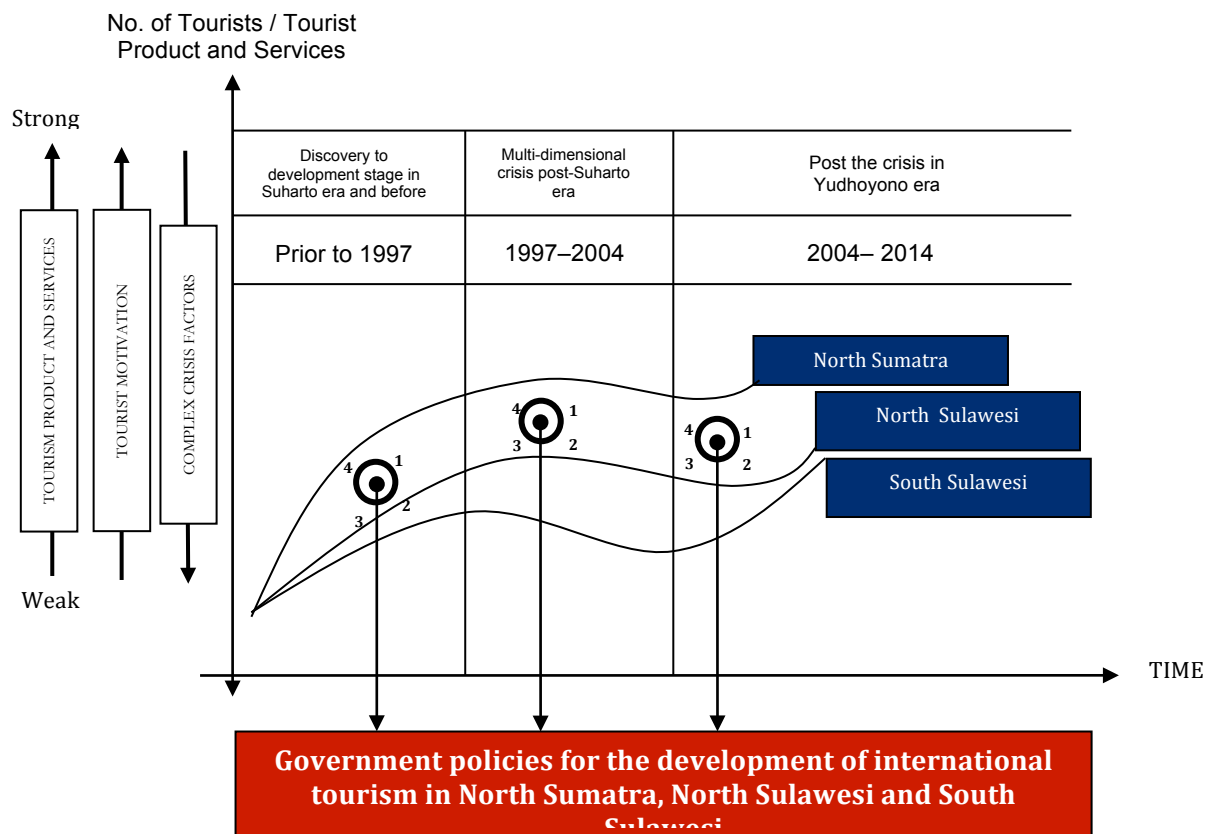 No. of Tourists / Tourist
Product and Services
Strong
Discovery to
development stage in
Suharto era and before
Multi-dimensional
crisis post-Suharto
era
Post the crisis in
Yudhoyono era
Prior to 1997
1997–2004
2004– 2014
TOURISM PRODUCT AND SERVICES
TOURIST MOTIVATION
COMPLEX CRISIS FACTORS
North Sumatra
North Sulawesi
South Sulawesi
4 1
3 2
4 1
3 2
4 1
3 2
Weak
TIME
Government policies for the development of international
tourism in North Sumatra, North Sulawesi and South
Sulawesi